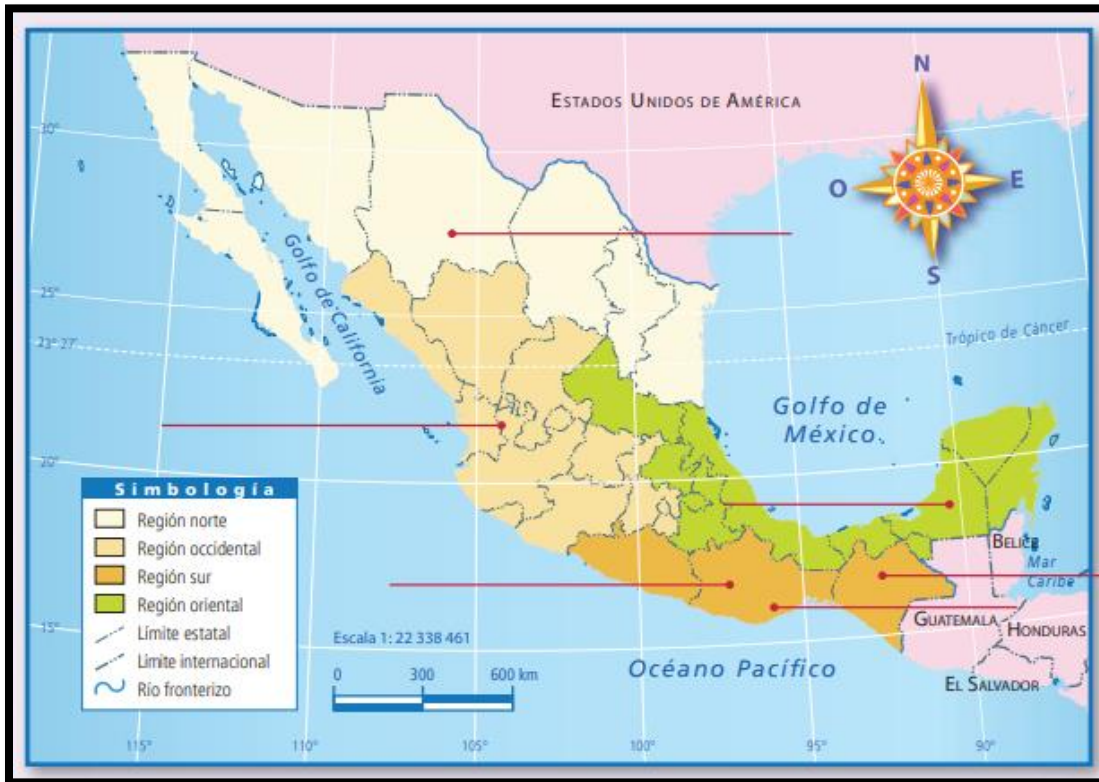 N
ESTADOS UNIDOS DE AMÉRICA
30°
O
E
S
Golfo de California
25°
23° 27'
Trópico de Cáncer
Golfo de
México
20°
Simbología
Región norte
Región occidental
Región sur
Región oriental
Límite estatal
Límite internacional
Río fronterizo
BELICE
Mar
Caribe
GUATEMALA
HONDURAS
15°
Escala 1: 22 338 461
0 300 600 km
Océano Pacífico
EL SALVADOR
115° 110° 105° 100° 95° 90°